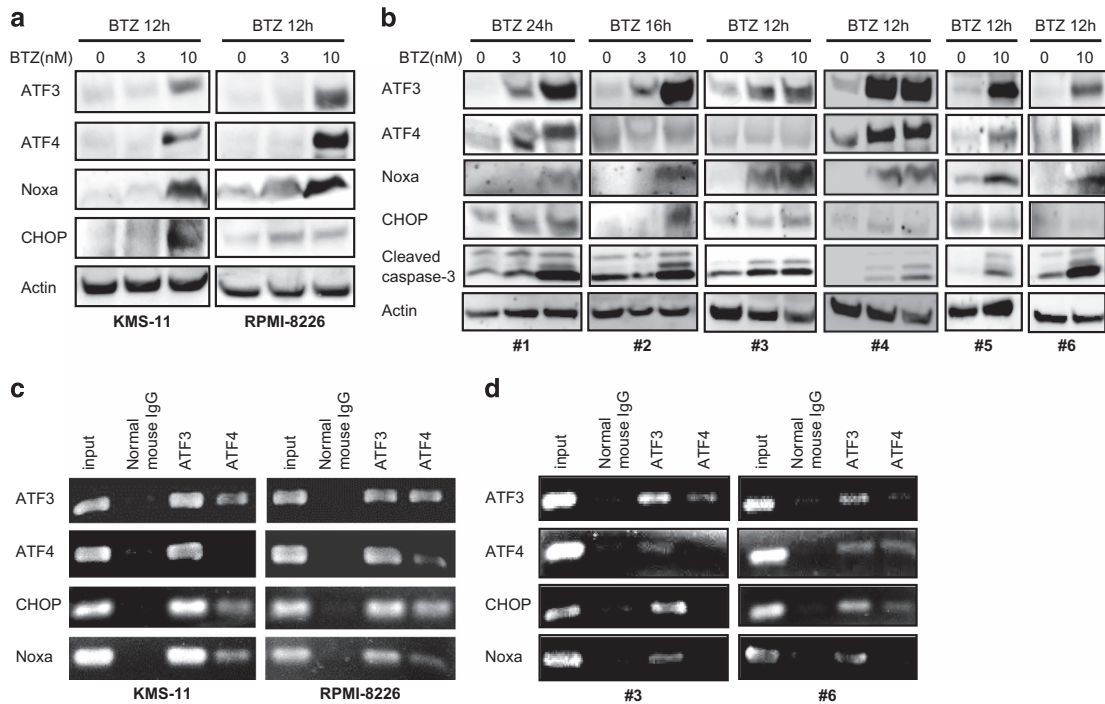 a
BTZ 12h BTZ 12h
BTZ(nM) 0 3 10 0 3 10
ATF3
ATF4
Noxa
CHOP
Actin
KMS-11 RPMI-8226
b
BTZ 24h BTZ 16h BTZ 12h BTZ 12h BTZ 12h BTZ 12h
BTZ(nM) 0 3 10 0 3 10 0 3 10 0 3 10 0 10 0 10
ATF3
ATF4
Noxa
CHOP
Cleaved
caspase-3
Actin
#1 #2 #3 #4 #5 #6
c
input Normal mouse IgG ATF3 ATF4 input Normal mouse IgG ATF3 ATF4
ATF3
ATF4
CHOP
Noxa
KMS-11 RPMI-8226
d
input Normal mouse IgG ATF3 ATF4 input Normal mouse IgG ATF3 ATF4
ATF3
ATF4
CHOP
Noxa
#3 #6